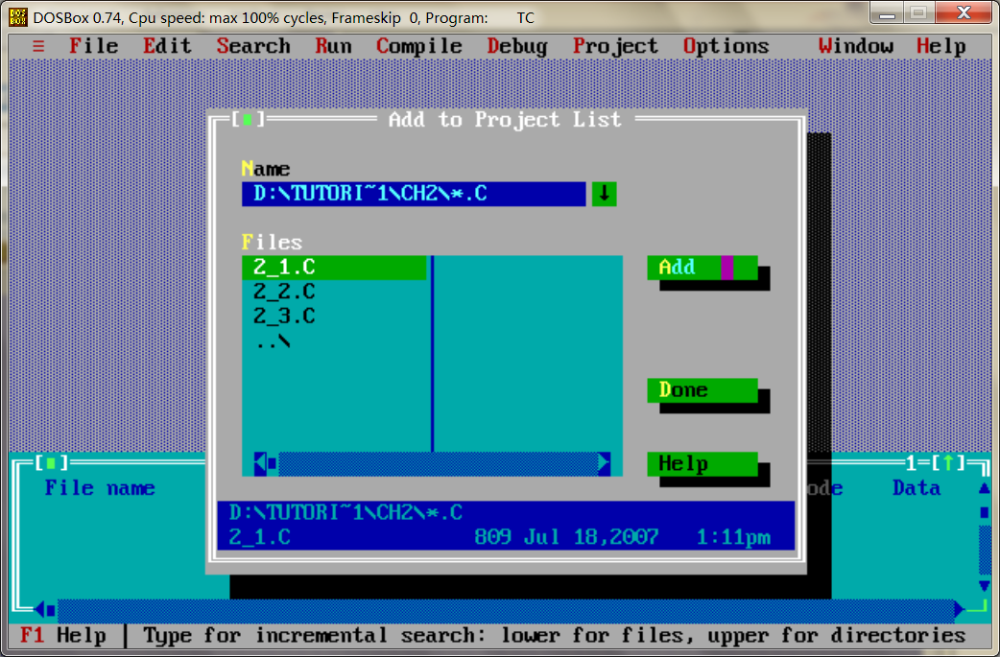 DOSBox 0.74, Cpu speed: max 100% cycles, Frameskip 0, Program: TC
≡ File Edit Search Run Compile Debug Project Options Window Help
[■] Add to Project List
Name
D:\TUTORI~1\CH2\*.C ↓
Files
2_1.C
Add
2_2.C
2_3.C
..\
Done
Help
[■] 1=[↑]
File name ode Data
D:\TUTORI~1\CH2\*.C
2_1.C 809 Jul 18,2007 1:11pm
F1 Help | Type for incremental search: lower for files, upper for directories